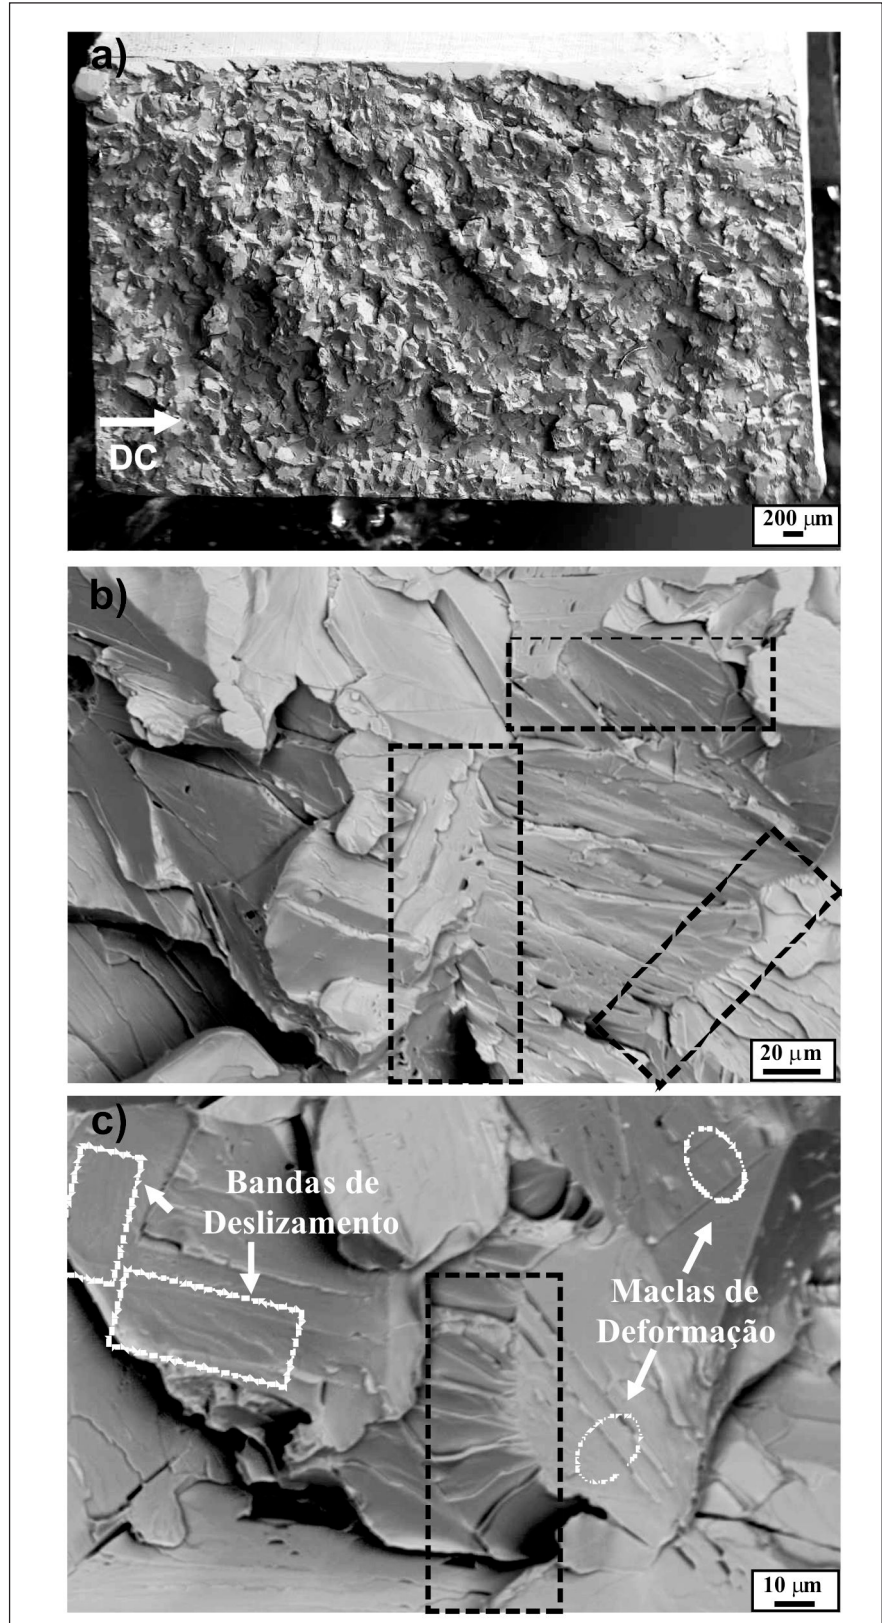 a)
DC
200 µm
b)
20 µm
c)
Bandas de
Deslizamento
Maclas de
Deformação
10 µm